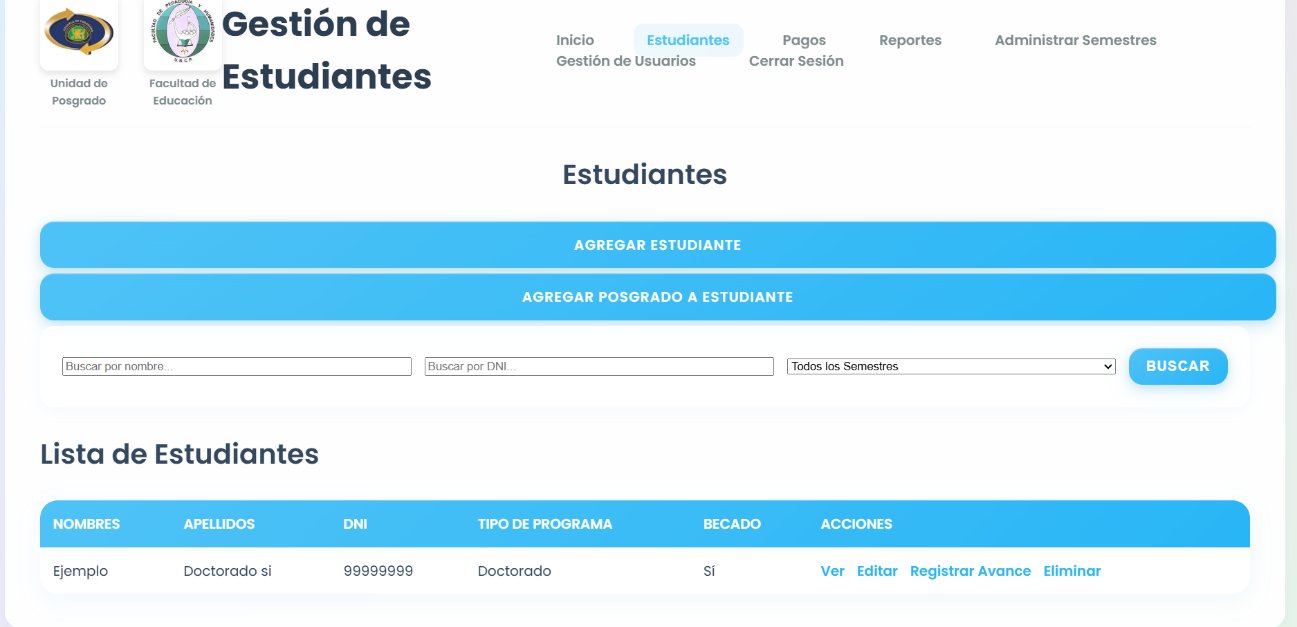 Gestión de
Estudiantes
Unidad de
Posgrado
Facultad de
Educación
Inicio Estudiantes Pagos Reportes Administrar Semestres
Gestión de Usuarios Cerrar Sesión
Estudiantes
AGREGAR ESTUDIANTE
AGREGAR POSGRADO A ESTUDIANTE
Buscar por nombre... Buscar por DNI... Todos los Semestres BUSCAR
Lista de Estudiantes
NOMBRES APELLIDOS DNI TIPO DE PROGRAMA BECADO ACCIONES
Ejemplo Doctorado si 99999999 Doctorado Sí Ver Editar Registrar Avance Eliminar